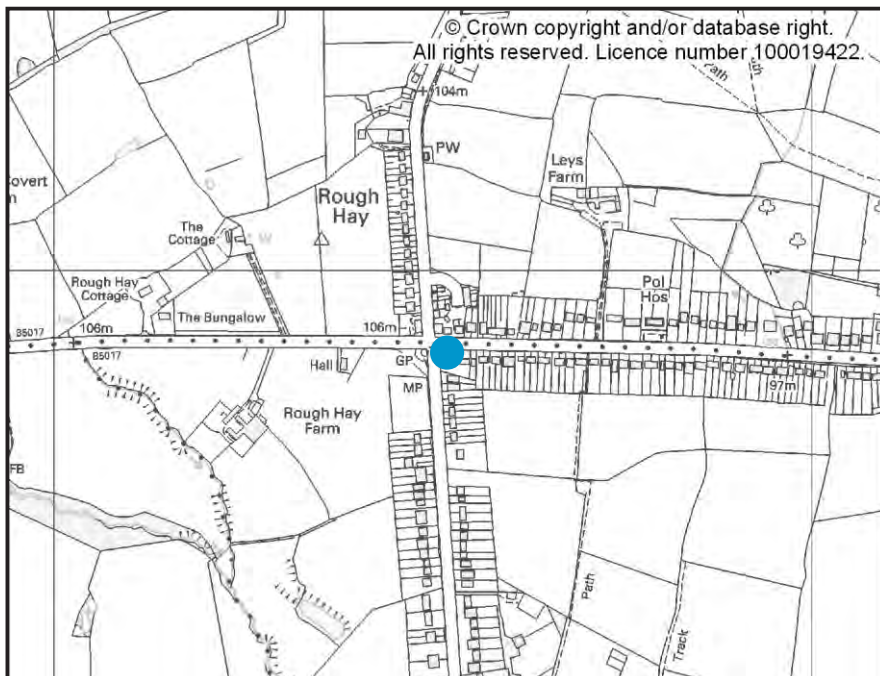 © Crown copyright and/or database right.
All rights reserved. Licence number 100019422.
Path
104m
PW
Leys
Farm
Covert
Rough
Hay
The
Cottage
W
Rough Hay
Cottage
Pol
Hos
The Bungalow
B5017
106m
106m
B5017
Hall
GP
MP
97m
Rough Hay
Farm
FB
Path
Track